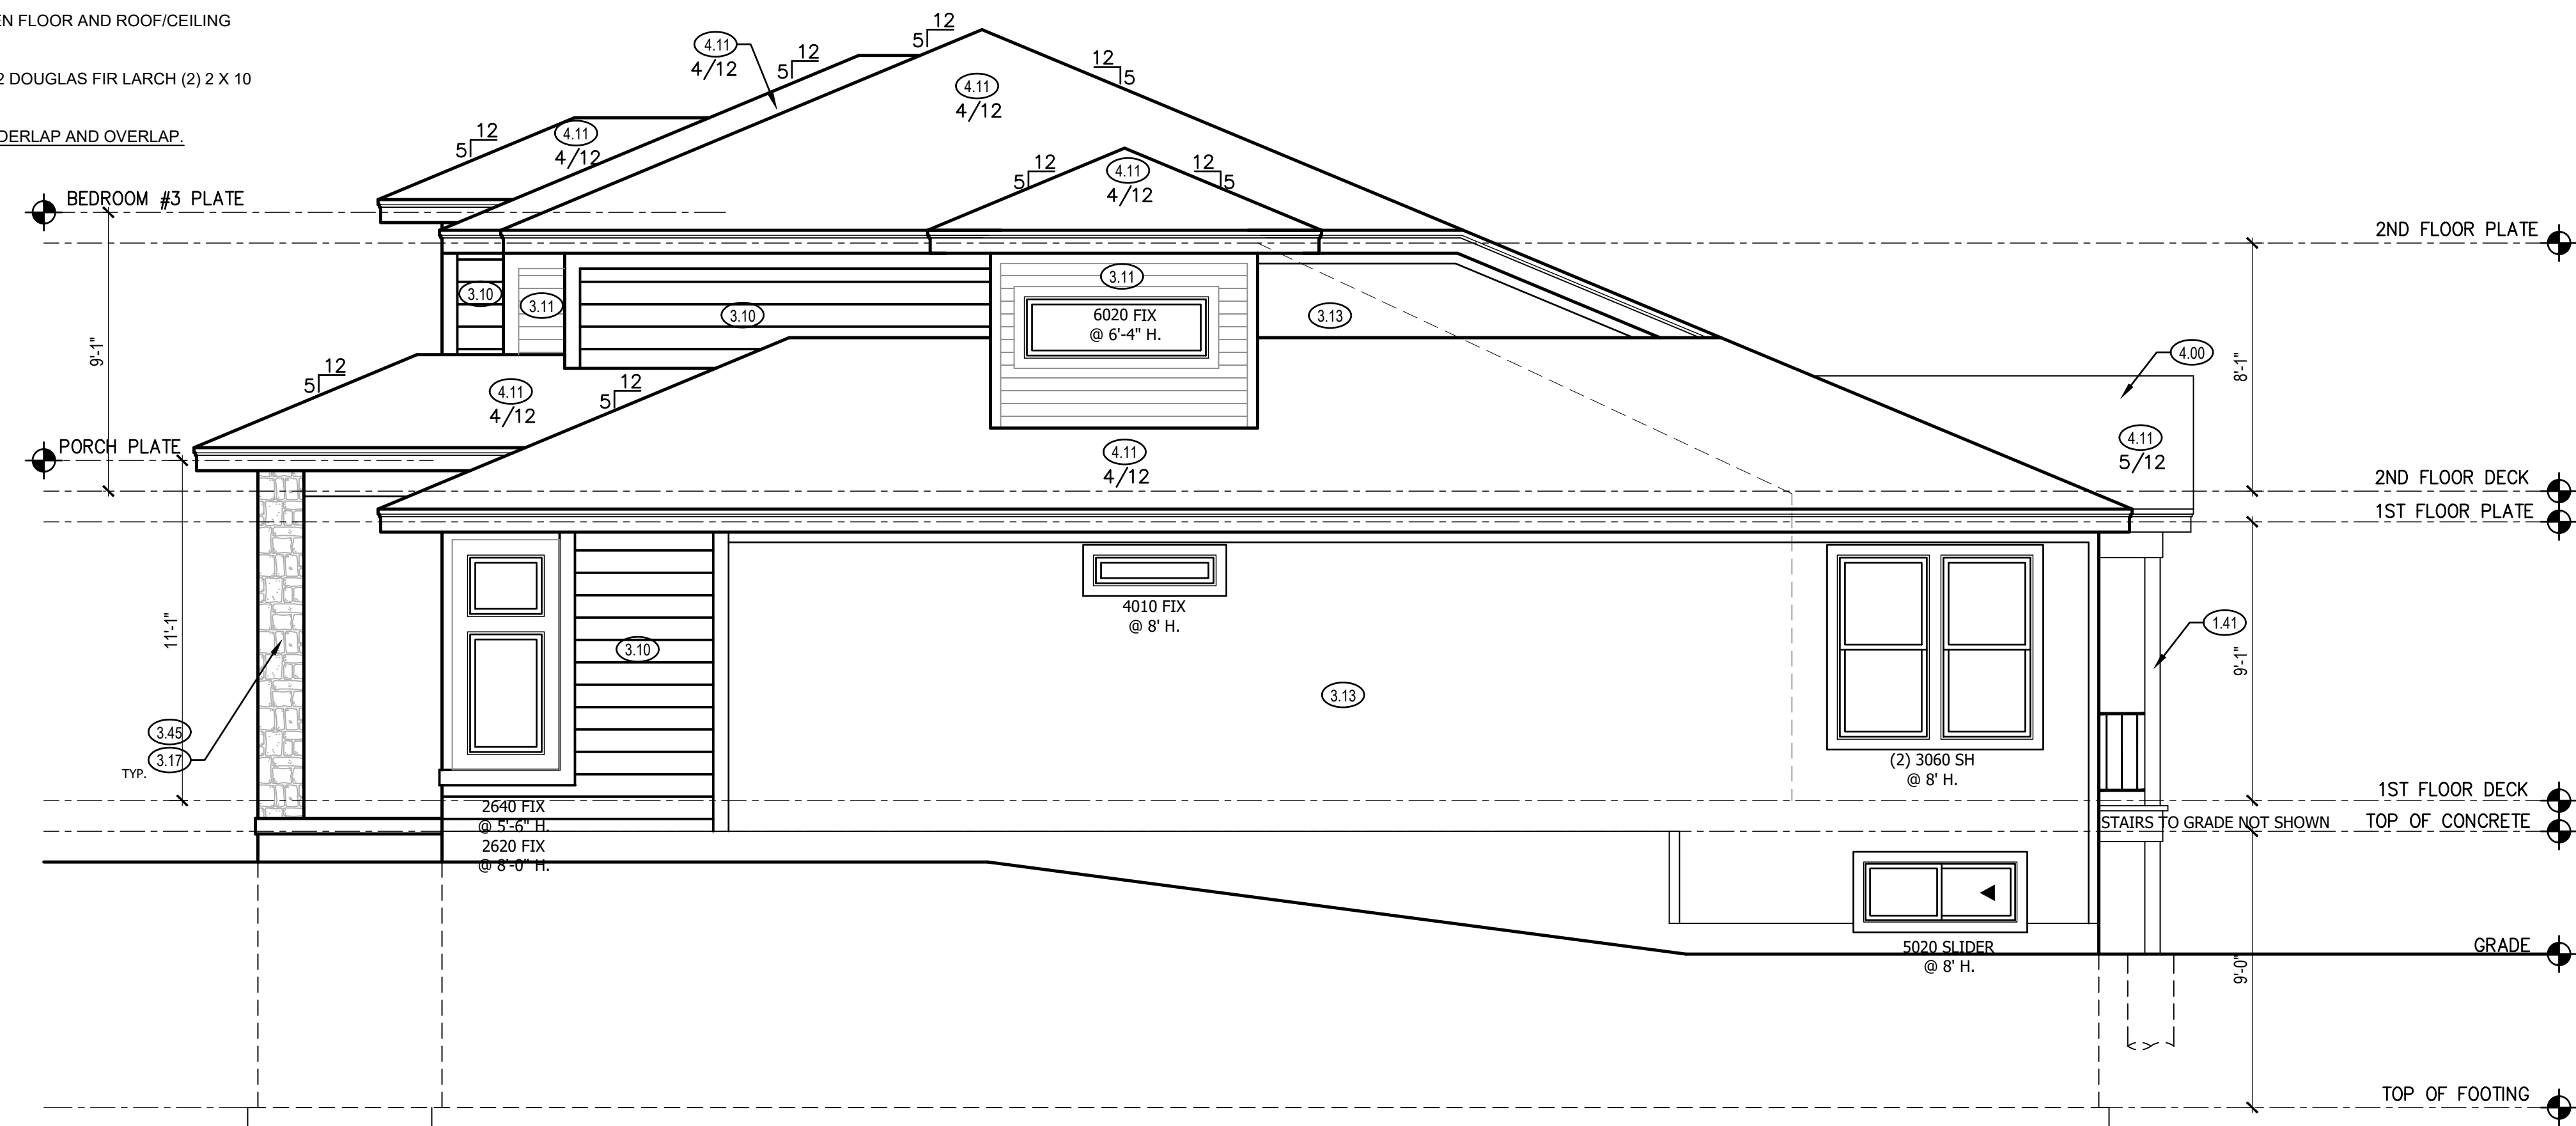 EN FLOOR AND ROOF/CEILING
2 DOUGLAS FIR LARCH (2) 2 X 10
DERLAP AND OVERLAP.
12
5
4.11
4/12
12
5
12
5
4.11
4/12
12
5
4.11
4/12
12
5
4.11
4/12
12
5
BEDROOM #3 PLATE
2ND FLOOR PLATE
3.10
3.11
3.10
3.11
6020 FIX
@ 6'-4" H.
3.13
9'-1"
8'-1"
4.00
12
5
4.11
4/12
12
5
PORCH PLATE
4.11
4/12
4.11
5/12
2ND FLOOR DECK
1ST FLOOR PLATE
4010 FIX
@ 8' H.
11'-1"
3.10
3.13
1.41
9'-1"
3.45
3.17
TYP.
(2) 3060 SH
@ 8' H.
1ST FLOOR DECK
2640 FIX
@ 5'-6" H.
2620 FIX
@ 8'-0" H.
STAIRS TO GRADE NOT SHOWN
TOP OF CONCRETE
5020 SLIDER
@ 8' H.
GRADE
9'-0"
TOP OF FOOTING